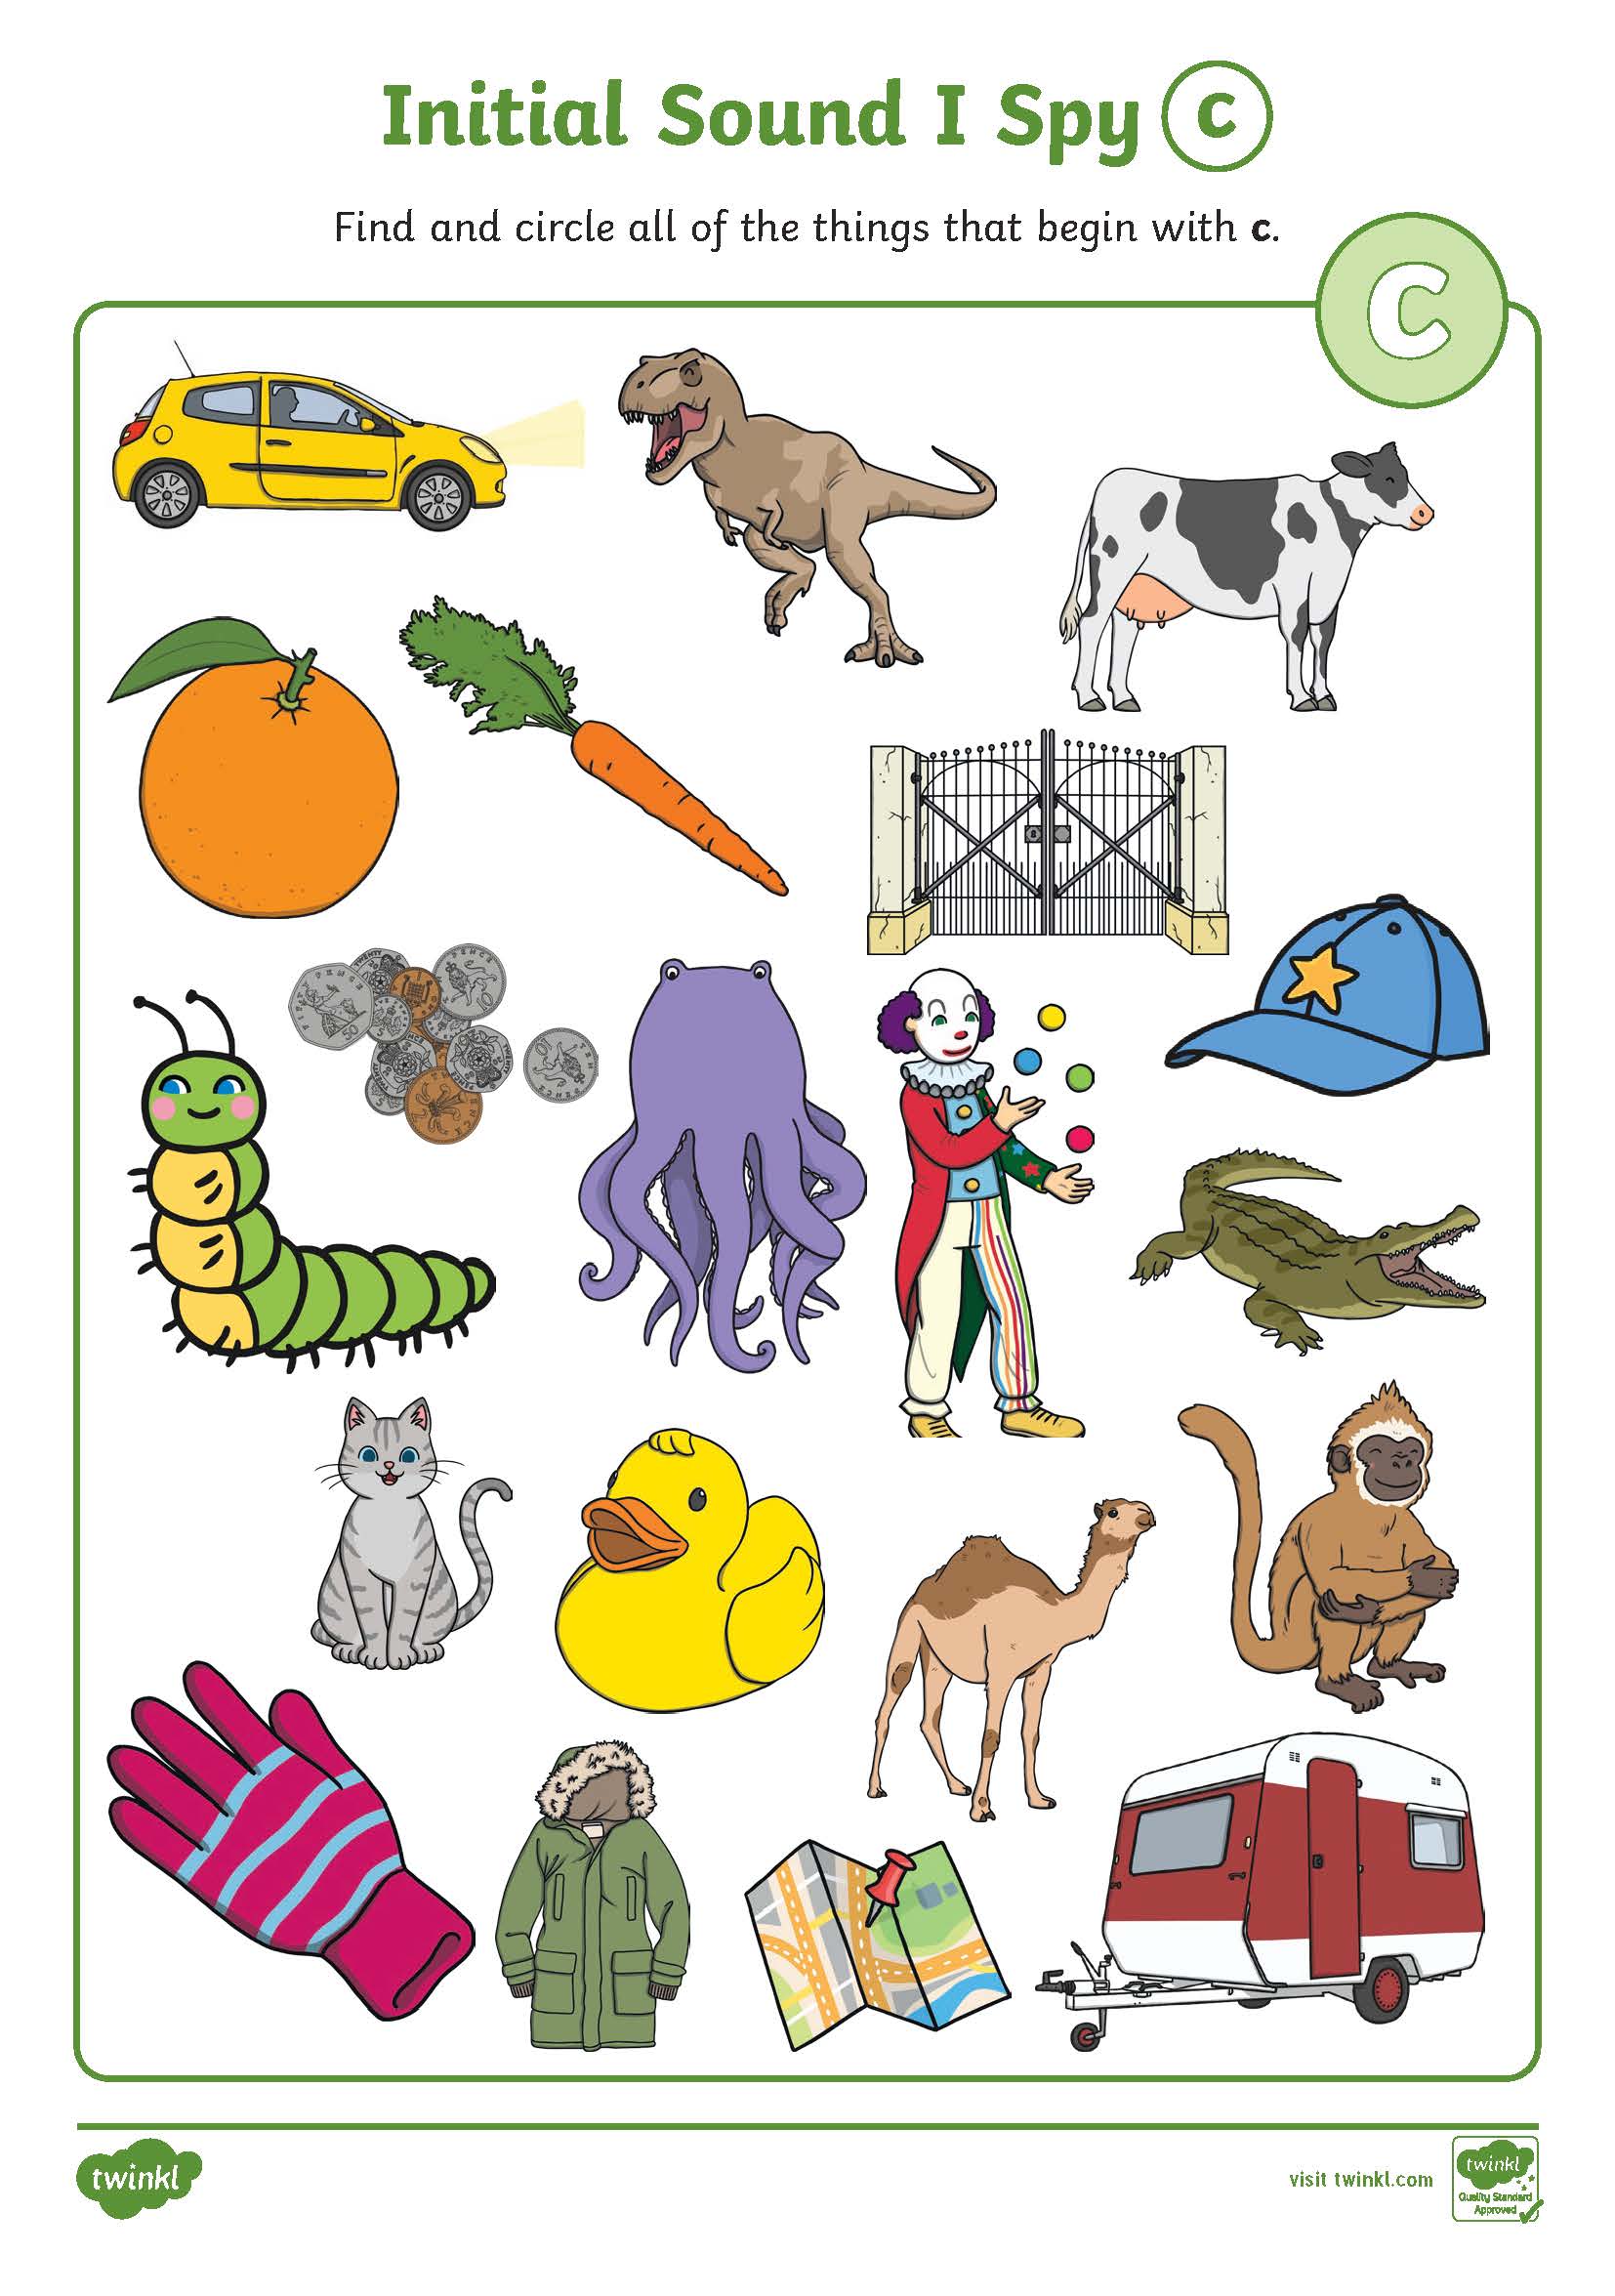 Initial Sound I Spy c
Find and circle all of the things that begin with c.
c
twinkl
visit twinkl.com
twinkl
Quality Standard
Approved